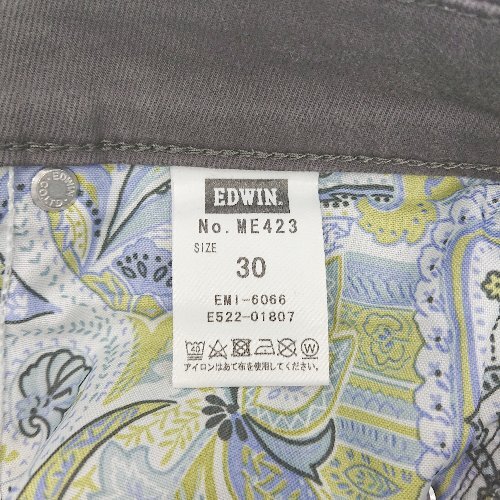 EDWIN
EDWIN.
No. ME423
SIZE
30
EMI-6066
E522-01807
アイロンはあて布を使用してください。